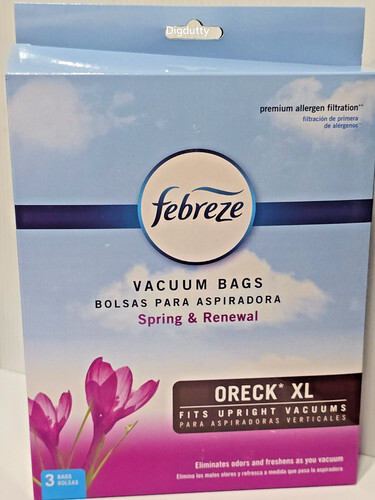 Digdutty
premium allergen filtration**
filtración de primera
de alérgenos**
febreze
VACUUM BAGS
BOLSAS PARA ASPIRADORA
Spring & Renewal
ORECK* XL
FITS UPRIGHT VACUUMS
PARA ASPIRADORAS VERTICALES
Eliminates odors and freshens as you vacuum
Elimina los malos olores y refresca a medida que pasa la aspiradora
3 BAGS
BOLSAS